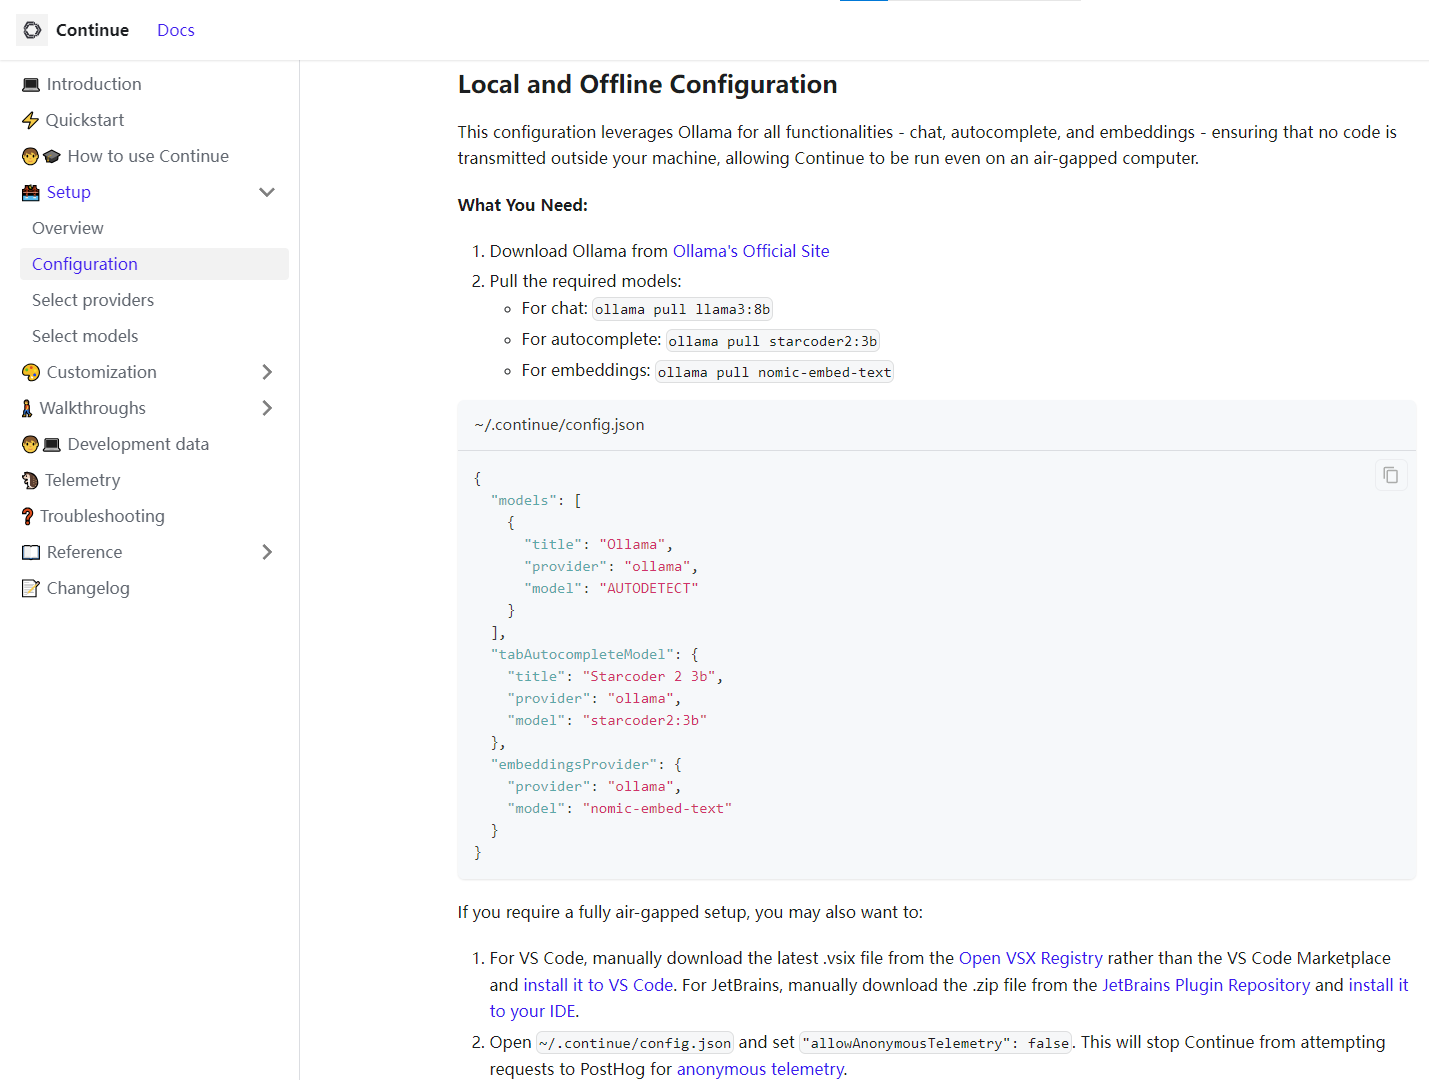 Continue
Docs
Introduction
Quickstart
How to use Continue
Setup
Overview
Configuration
Select providers
Select models
Customization
Walkthroughs
Development data
Telemetry
Troubleshooting
Reference
Changelog
Local and Offline Configuration
This configuration leverages Ollama for all functionalities - chat, autocomplete, and embeddings - ensuring that no code is
transmitted outside your machine, allowing Continue to be run even on an air-gapped computer.
What You Need:
1. Download Ollama from Ollama's Official Site
2. Pull the required models:
For chat: ollama pull llama3:8b
For autocomplete: ollama pull starcoder2:3b
For embeddings: ollama pull nomic-embed-text
~/.continue/config.json
{
  "models": [
    {
      "title": "Ollama",
      "provider": "ollama",
      "model": "AUTODETECT"
    }
  ],
  "tabAutocompleteModel": {
    "title": "Starcoder 2 3b",
    "provider": "ollama",
    "model": "starcoder2:3b"
  },
  "embeddingsProvider": {
    "provider": "ollama",
    "model": "nomic-embed-text"
  }
}
If you require a fully air-gapped setup, you may also want to:
1. For VS Code, manually download the latest .vsix file from the Open VSX Registry rather than the VS Code Marketplace
and install it to VS Code. For JetBrains, manually download the .zip file from the JetBrains Plugin Repository and install it
to your IDE.
2. Open ~/.continue/config.json and set "allowAnonymousTelemetry": false. This will stop Continue from attempting
requests to PostHog for anonymous telemetry.